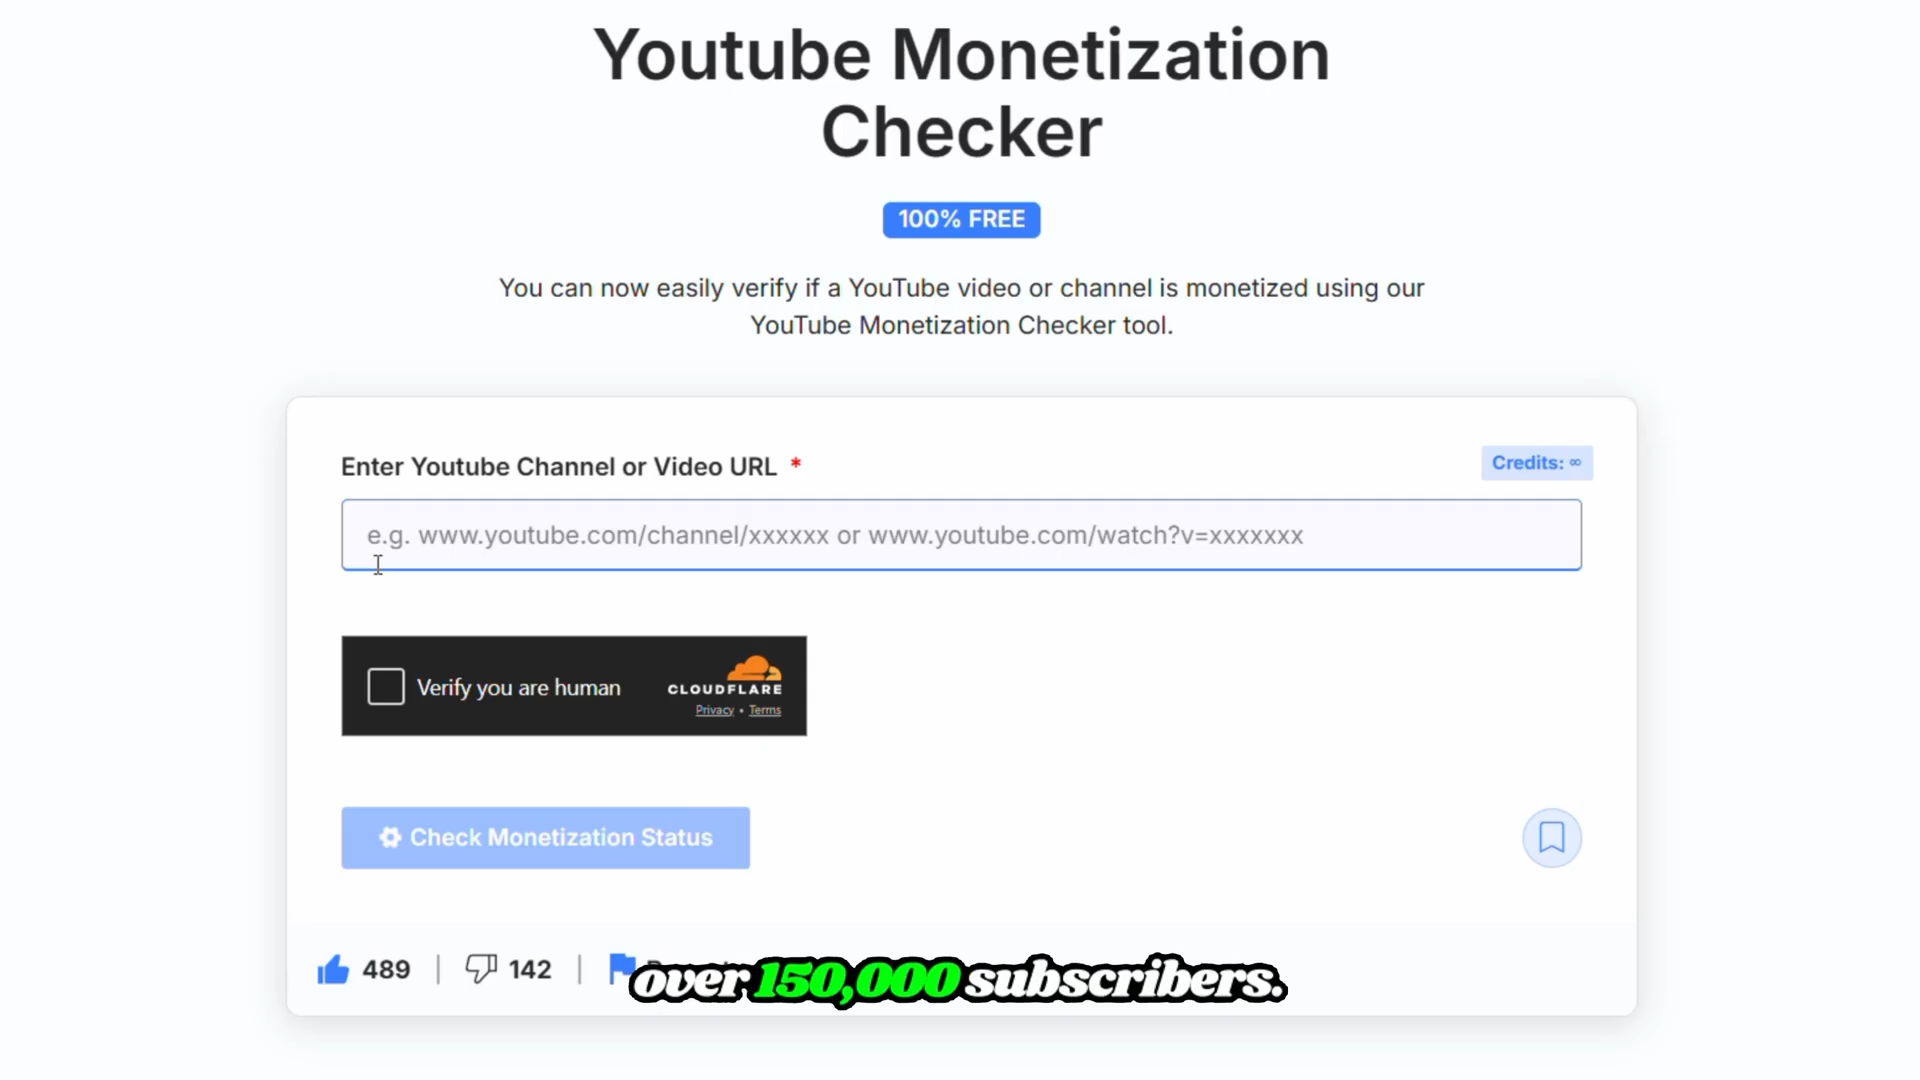 Youtube Monetization
Checker
100% FREE
You can now easily verify if a YouTube video or channel is monetized using our
YouTube Monetization Checker tool.
Enter Youtube Channel or Video URL *
Credits: ∞
e.g. www.youtube.com/channel/xxxxxx or www.youtube.com/watch?v=xxxxxxx
Verify you are human
CLOUDFLARE
Privacy • Terms
Check Monetization Status
489 | 142 |
over 150,000 subscribers.